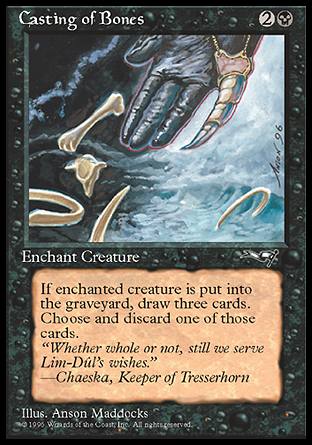 Casting of Bones 2
ANSON 96
Enchant Creature
If enchanted creature is put into
the graveyard, draw three cards.
Choose and discard one of those
cards.
“Whether whole or not, still we serve
Lim-Dûl's wishes.”
—Chaeska, Keeper of Tresserhorn
Illus. Anson Maddocks
©1996 Wizards of the Coast, Inc. All rights reserved.